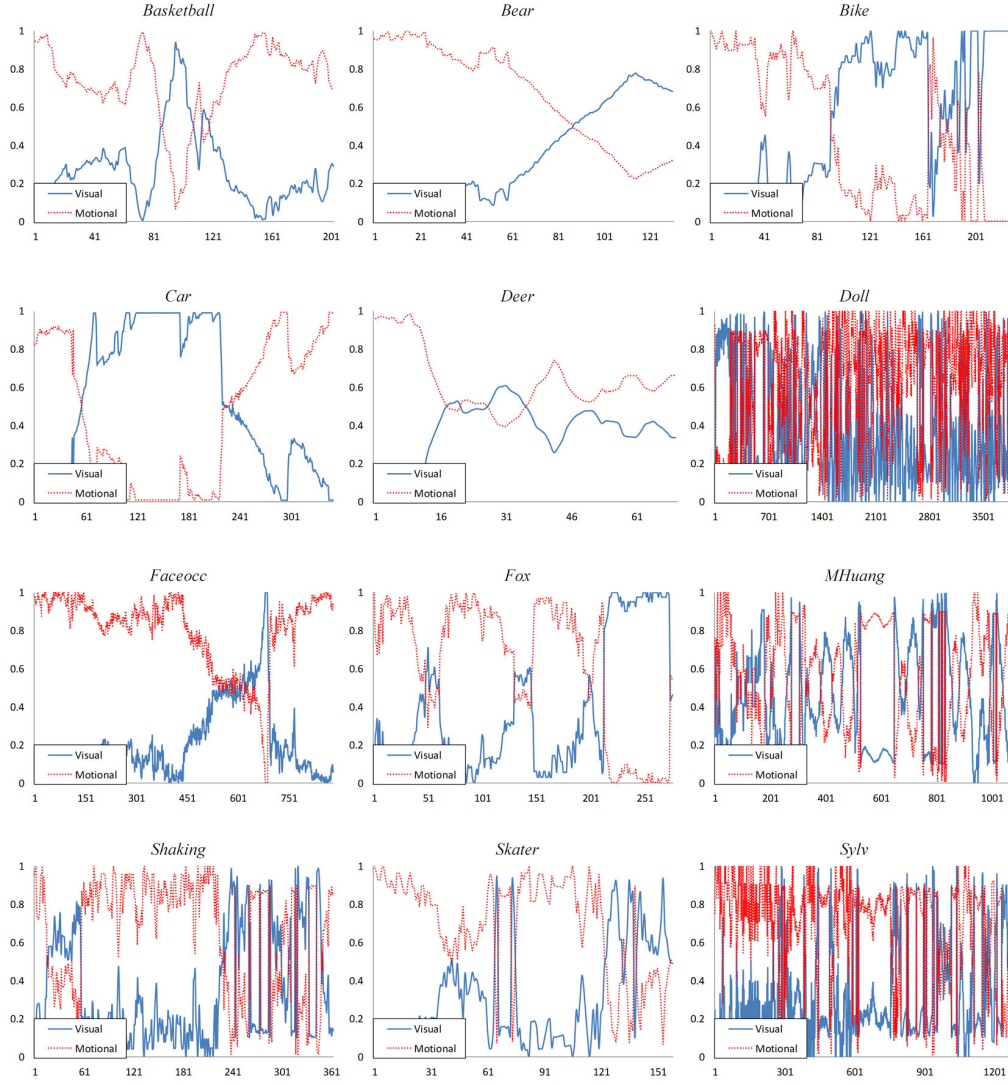 Basketball
Bear
Bike
1
0.8
0.6
0.4
0.2
0
Visual
Motional
1 41 81 121 161 201
1
0.8
0.6
0.4
0.2
0
Visual
Motional
1 21 41 61 81 101 121
1
0.8
0.6
0.4
0.2
0
Visual
Motional
1 41 81 121 161 201
Car
Deer
Doll
1
0.8
0.6
0.4
0.2
0
Visual
Motional
1 61 121 181 241 301
1
0.8
0.6
0.4
0.2
0
Visual
Motional
1 16 31 46 61
1
0.8
0.6
0.4
0.2
0
Visual
Motional
1 701 1401 2101 2801 3501
Faceocc
Fox
MHuang
1
0.8
0.6
0.4
0.2
0
Visual
Motional
1 151 301 451 601 751
1
0.8
0.6
0.4
0.2
0
Visual
Motional
1 51 101 151 201 251
1
0.8
0.6
0.4
0.2
0
Visual
Motional
1 201 401 601 801 1001
Shaking
Skater
Sylv
1
0.8
0.6
0.4
0.2
0
Visual
Motional
1 61 121 181 241 301 361
1
0.8
0.6
0.4
0.2
0
Visual
Motional
1 31 61 91 121 151
1
0.8
0.6
0.4
0.2
0
Visual
Motional
1 301 601 901 1201